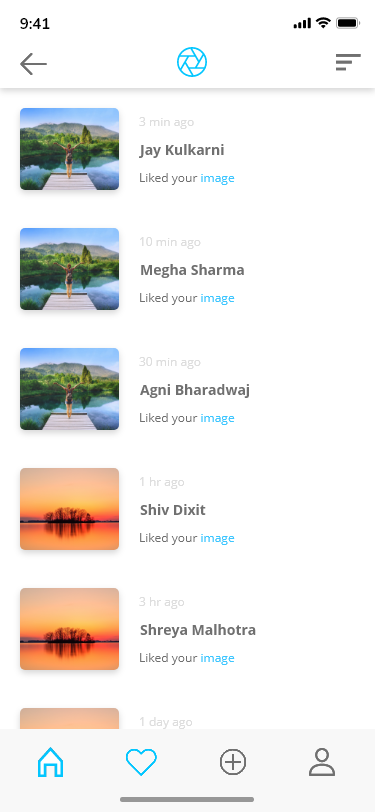 9:41
3 min ago
Jay Kulkarni
Liked your image
10 min ago
Megha Sharma
Liked your image
30 min ago
Agni Bharadwaj
Liked your image
1 hr ago
Shiv Dixit
Liked your image
3 hr ago
Shreya Malhotra
Liked your image
1 day ago